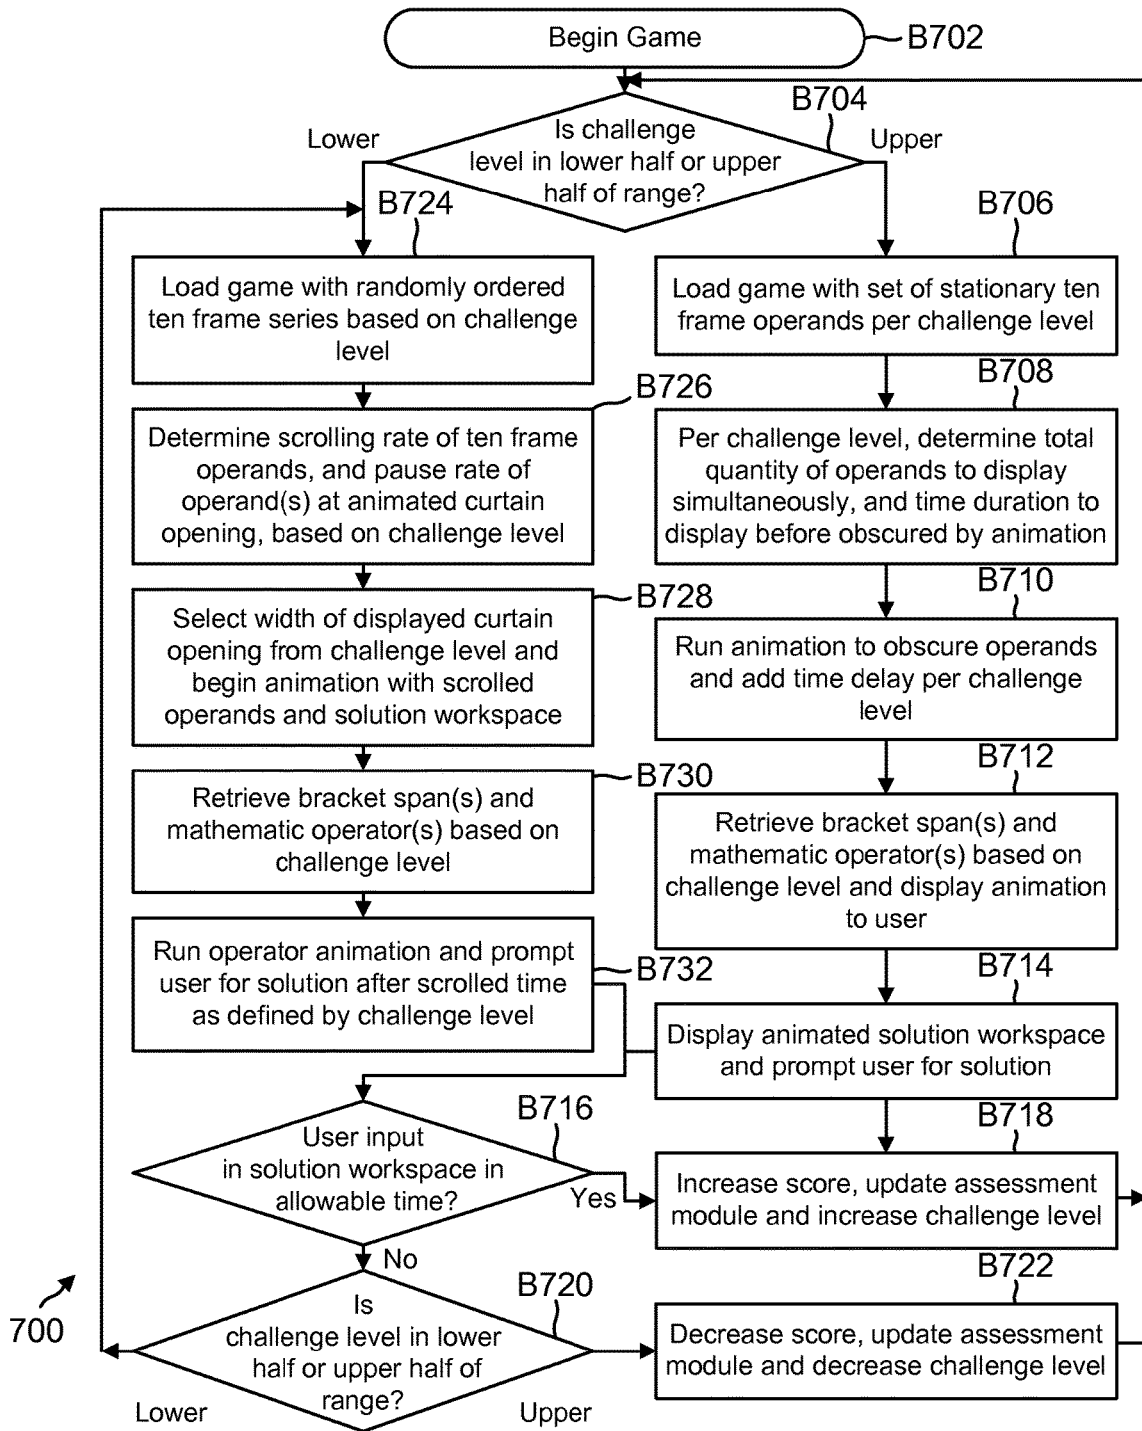 Begin Game
B702
B704
Is challenge
level in lower half or upper
half of range?
Lower
Upper
B724
Load game with randomly ordered
ten frame series based on challenge
level
B726
Determine scrolling rate of ten frame
operands, and pause rate of
operand(s) at animated curtain
opening, based on challenge level
B728
Select width of displayed curtain
opening from challenge level and
begin animation with scrolled
operands and solution workspace
B730
Retrieve bracket span(s) and
mathematic operator(s) based on
challenge level
B732
Run operator animation and prompt
user for solution after scrolled time
as defined by challenge level
B706
Load game with set of stationary ten
frame operands per challenge level
B708
Per challenge level, determine total
quantity of operands to display
simultaneously, and time duration to
display before obscured by animation
B710
Run animation to obscure operands
and add time delay per challenge
level
B712
Retrieve bracket span(s) and
mathematic operator(s) based on
challenge level and display animation
to user
B714
Display animated solution workspace
and prompt user for solution
B716
User input
in solution workspace in
allowable time?
Yes
No
B718
Increase score, update assessment
module and increase challenge level
B720
Is
challenge level in lower
half or upper half of
range?
Lower
Upper
B722
Decrease score, update assessment
module and decrease challenge level
700